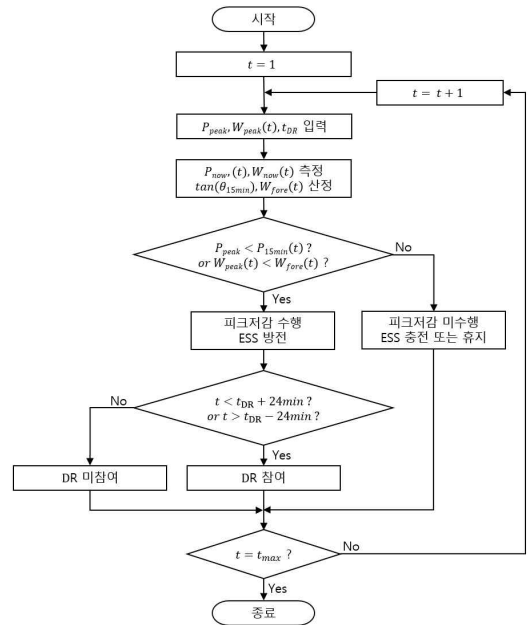 시작
t = 1
t = t + 1
P_peak, W_peak(t), t_DR 입력
P_now,(t), W_now(t) 측정
tan(θ_15min), W_fore(t) 산정
P_peak < P_15min(t) ?
or W_peak(t) < W_fore(t) ?
No
Yes
피크저감 수행
ESS 방전
피크저감 미수행
ESS 충전 또는 휴지
t < t_DR + 24min ?
or t > t_DR − 24min ?
No
Yes
DR 미참여
DR 참여
t = t_max ?
No
Yes
종료